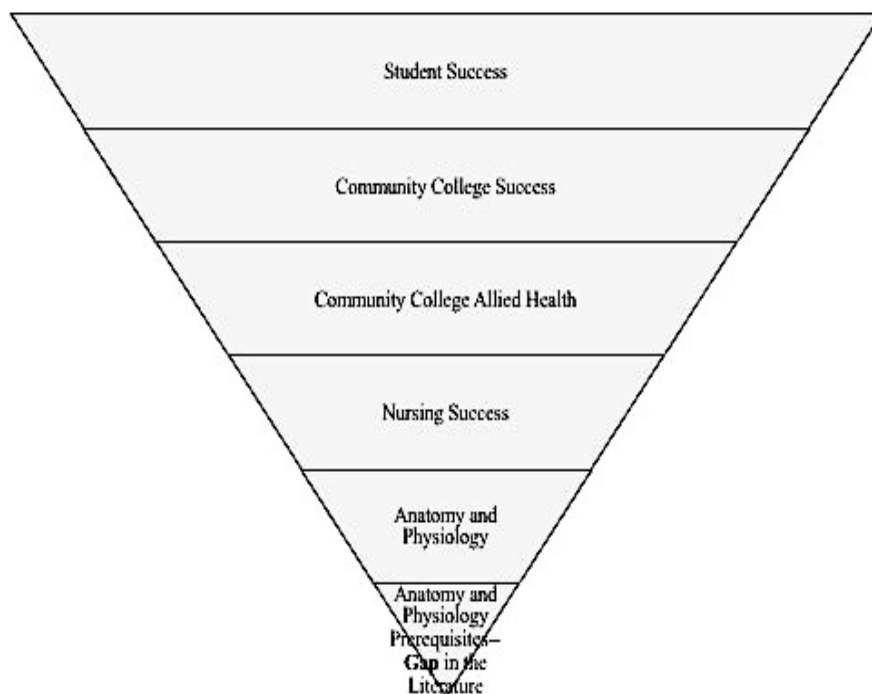 Student Success
Community College Success
Community College Allied Health
Nursing Success
Anatomy and
Physiology
Anatomy and
Physiology
Prerequisites–
Gap in the
Literature